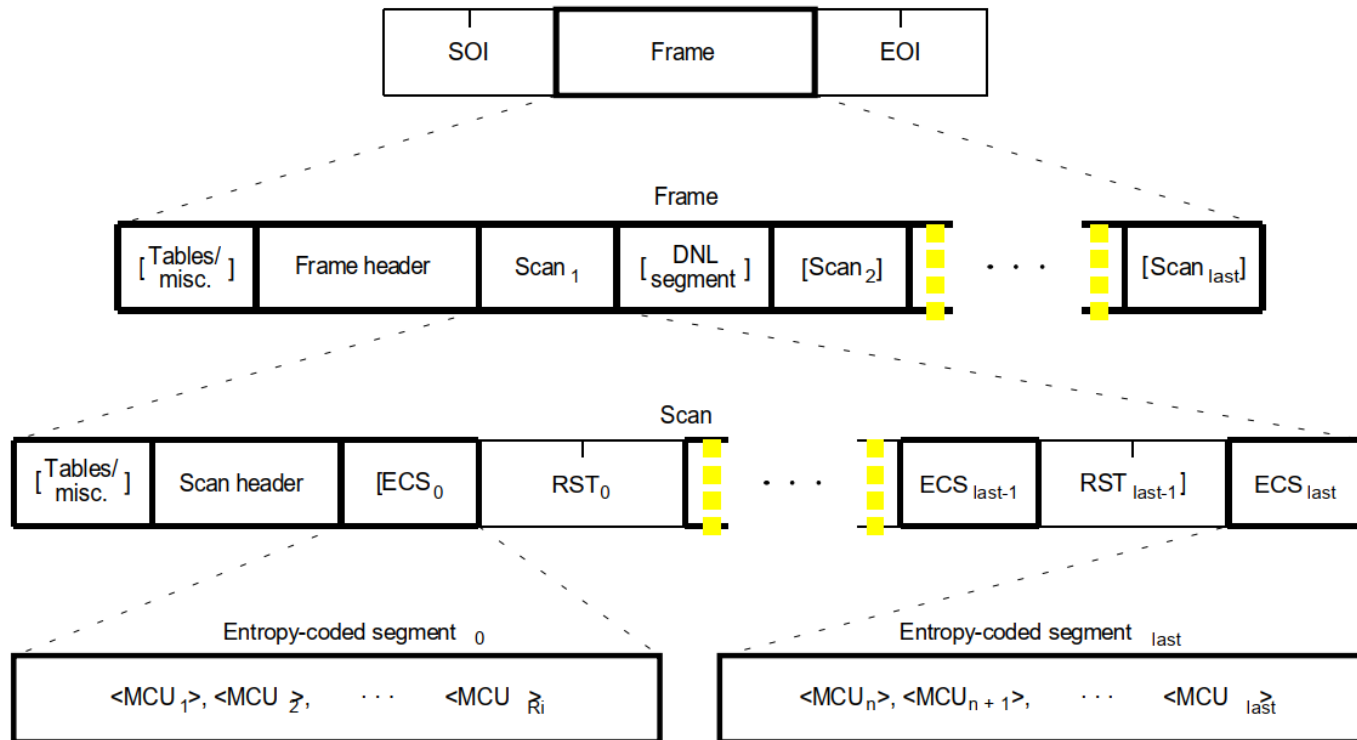 SOI Frame EOI
Frame
[ Tables/ misc. ] Frame header Scan 1 [ DNL segment ] [Scan 2] . . . [Scan last]
Scan
[ Tables/ misc. ] Scan header [ECS 0 RST 0 . . . ECS last-1 RST last-1 ] ECS last
Entropy-coded segment 0 Entropy-coded segment last
<MCU 1>, <MCU 2>, . . . <MCU Ri> <MCU n>, <MCU n + 1>, . . . <MCU last>